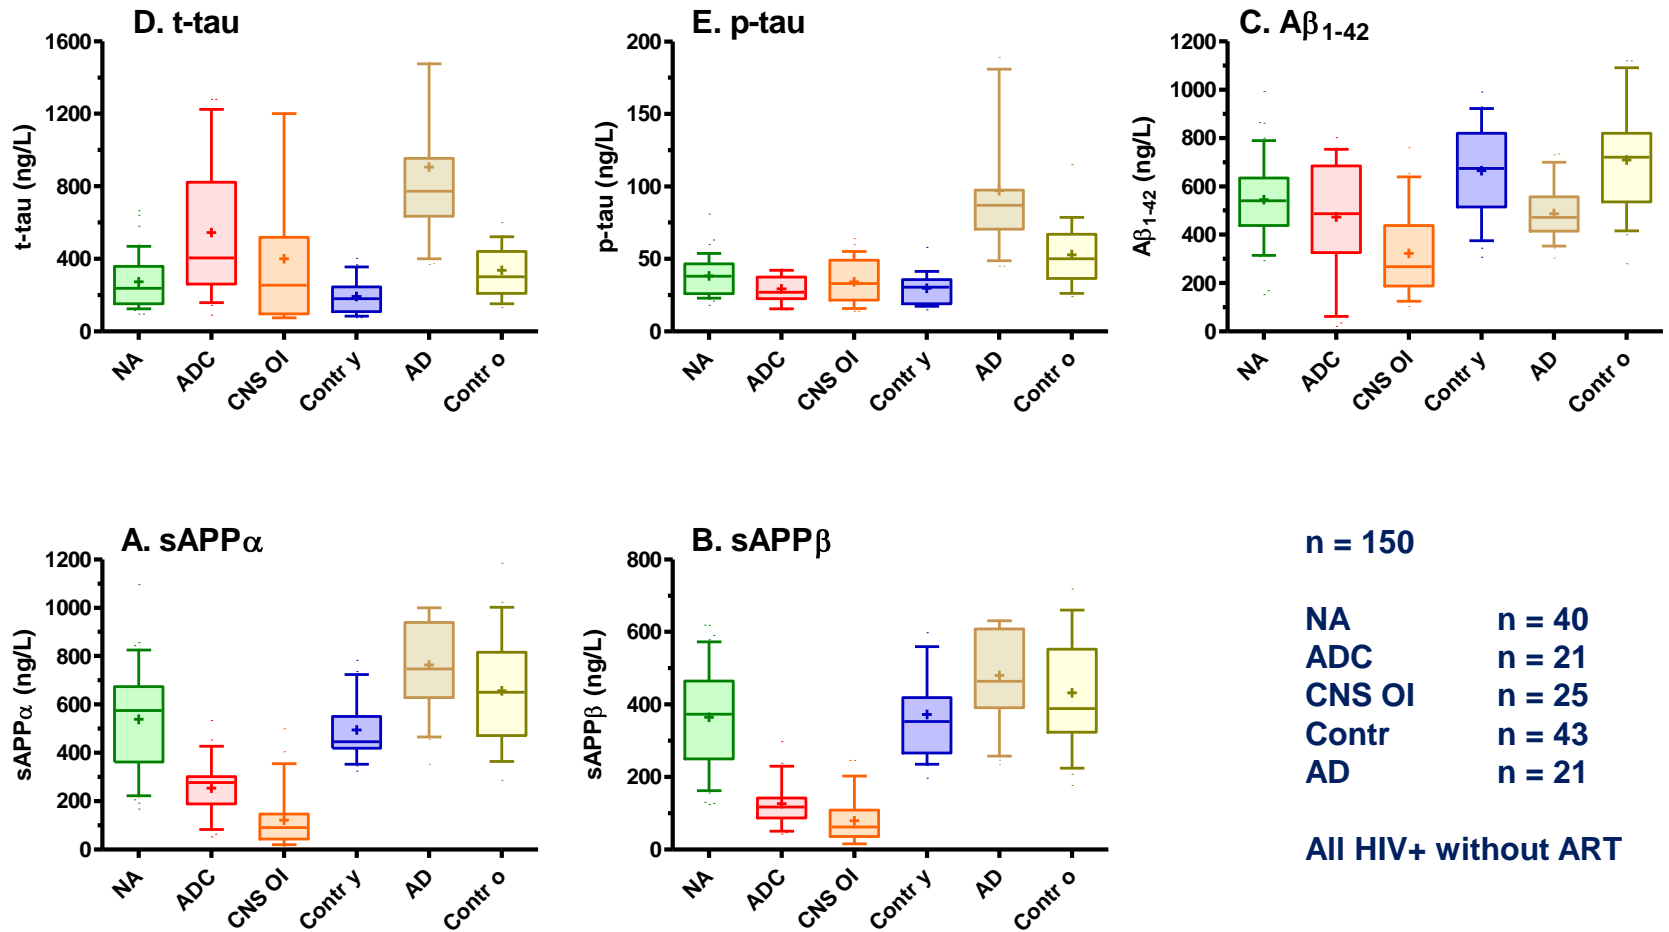 D. t-tau
t-tau (ng/L)
1600
1200
800
400
0
NA
ADC
CNS OI
Contr y
AD
Contr o
E. p-tau
p-tau (ng/L)
200
150
100
50
0
NA
ADC
CNS OI
Contr y
AD
Contr o
C. Aβ1-42
Aβ1-42 (ng/L)
1200
1000
800
600
400
200
0
NA
ADC
CNS OI
Contr y
AD
Contr o
A. sAPPα
sAPPα (ng/L)
1200
1000
800
600
400
200
0
NA
ADC
CNS OI
Contr y
AD
Contr o
B. sAPPβ
sAPPβ (ng/L)
800
600
400
200
0
NA
ADC
CNS OI
Contr y
AD
Contr o
n = 150
NA n = 40
ADC n = 21
CNS OI n = 25
Contr n = 43
AD n = 21
All HIV+ without ART